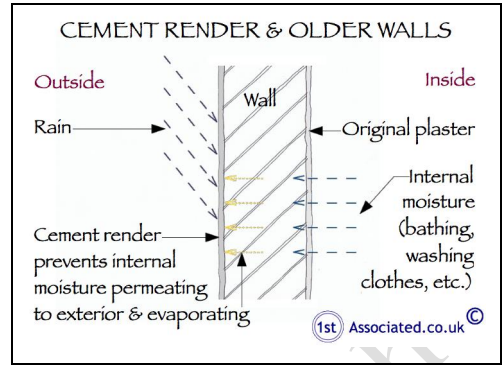 CEMENT RENDER & OLDER WALLS
Outside
Inside
Wall
Rain
Original plaster
Internal
moisture
(bathing,
washing
clothes, etc.)
Cement render
prevents internal
moisture permeating
to exterior & evaporating
1st Associated.co.uk ©